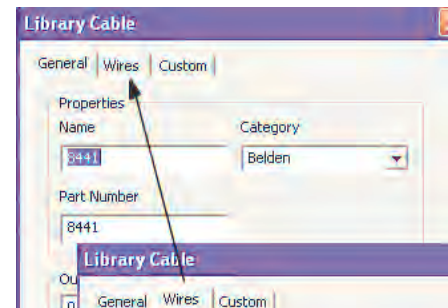 Library Cable
General Wires Custom
Properties
Name Category
8441 Belden
Part Number
8441
Library Cable
Ou
General Wires Custom